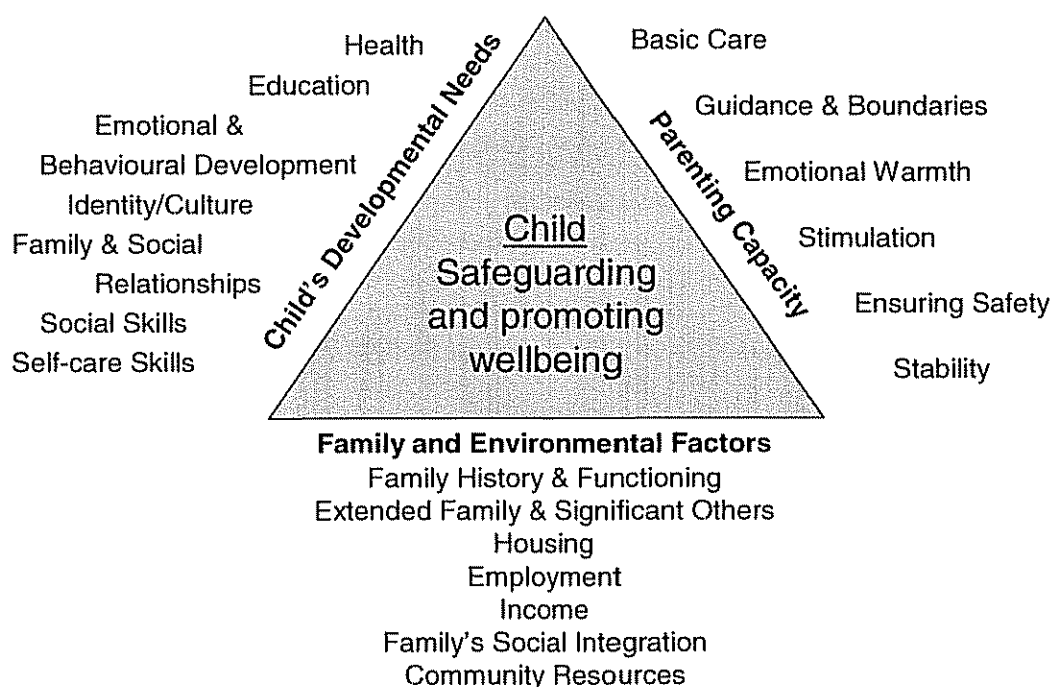 Health
Education
Emotional &
Behavioural Development
Identity/Culture
Family & Social
Relationships
Social Skills
Self-care Skills
Child's Developmental Needs
Child
Safeguarding
and promoting
wellbeing
Parenting Capacity
Basic Care
Guidance & Boundaries
Emotional Warmth
Stimulation
Ensuring Safety
Stability
Family and Environmental Factors
Family History & Functioning
Extended Family & Significant Others
Housing
Employment
Income
Family's Social Integration
Community Resources